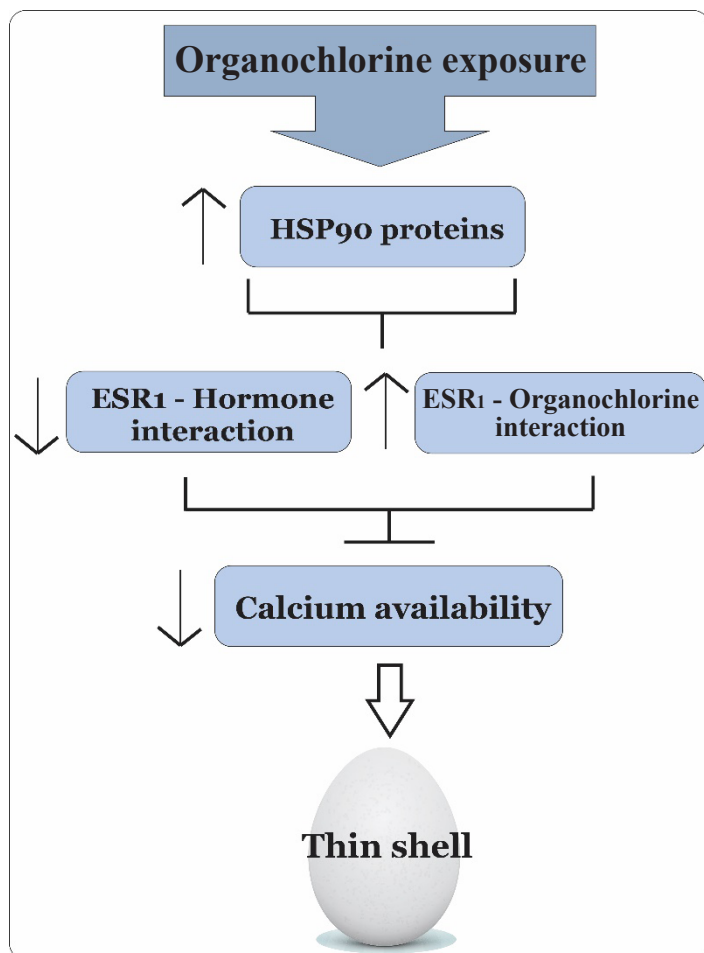 Organochlorine exposure
HSP90 proteins
ESR1 - Hormone
interaction
ESR1 - Organochlorine
interaction
Calcium availability
Thin shell